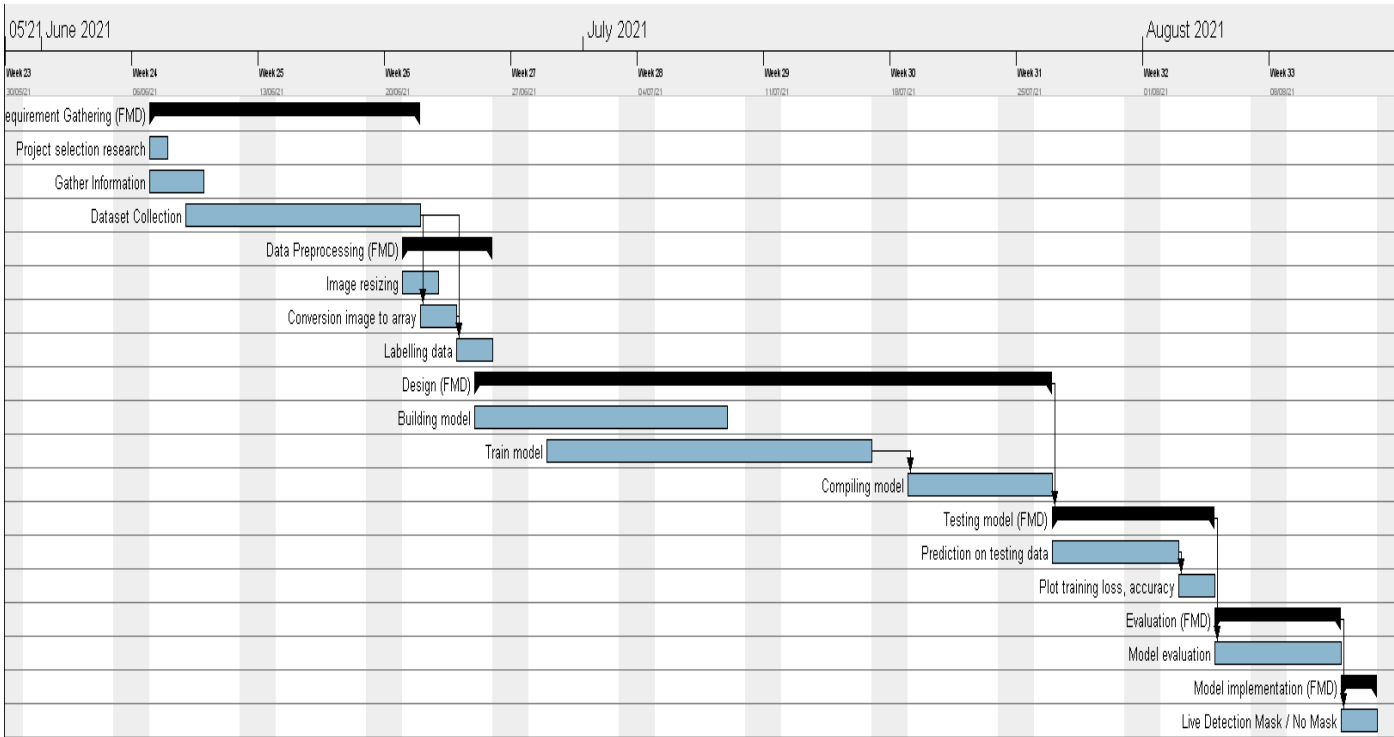 05'21 June 2021 July 2021 August 2021
Week 23 Week 24 Week 25 Week 26 Week 27 Week 28 Week 29 Week 30 Week 31 Week 32 Week 33
30/05/21 06/06/21 13/06/21 20/06/21 27/06/21 04/07/21 11/07/21 18/07/21 25/07/21 01/08/21 08/08/21
equirement Gathering (FMD)
Project selection research
Gather Information
Dataset Collection
Data Preprocessing (FMD)
Image resizing
Conversion image to array
Labelling data
Design (FMD)
Building model
Train model
Compiling model
Testing model (FMD)
Prediction on testing data
Plot training loss, accuracy
Evaluation (FMD)
Model evaluation
Model implementation (FMD)
Live Detection Mask / No Mask